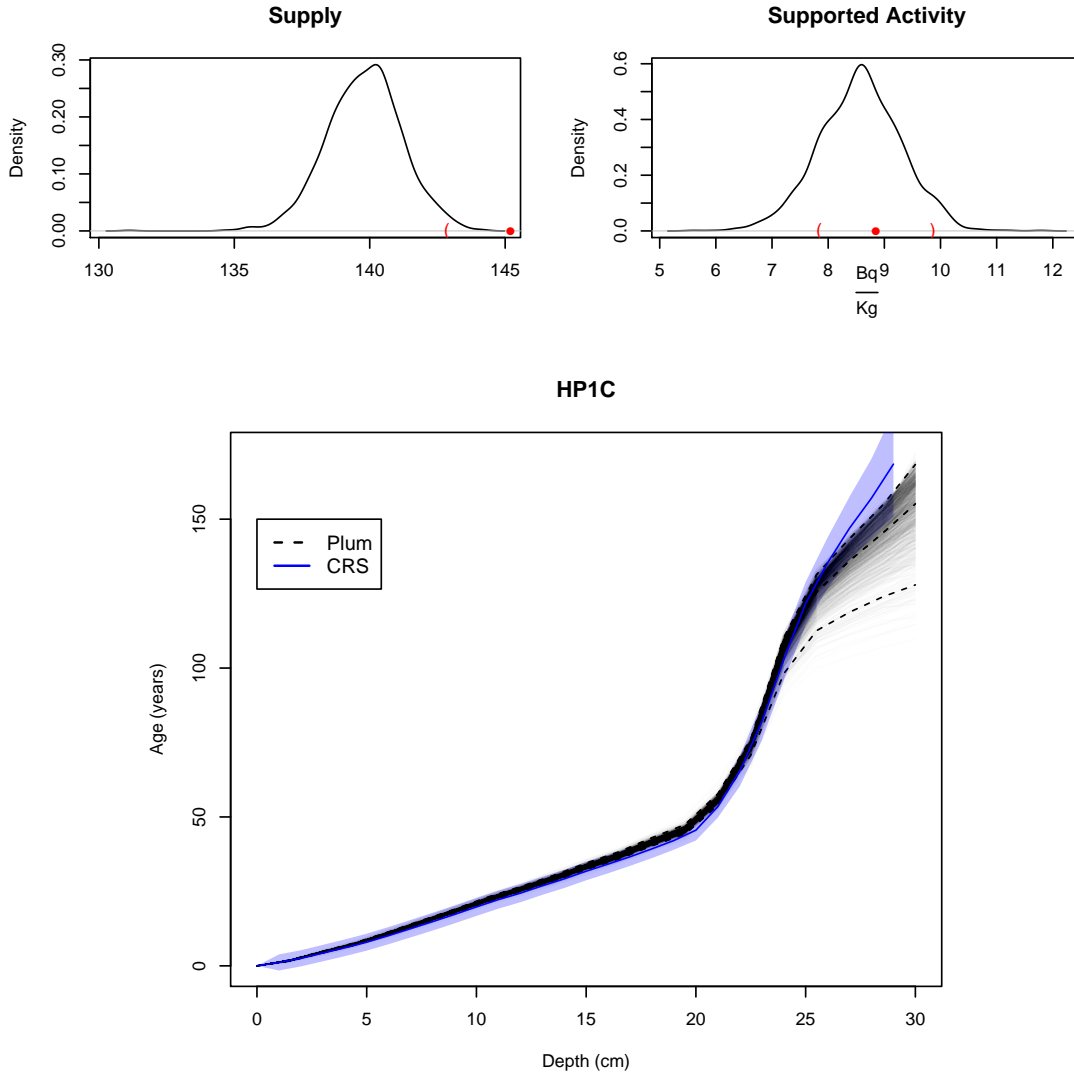 Supply
Density
0.00 0.10 0.20 0.30
130 135 140 145
( 
Supported Activity
Density
0.0 0.2 0.4 0.6
5 6 7 8 9 10 11 12
( )
Bq
Kg
HP1C
Age (years)
0 50 100 150
Plum
CRS
0 5 10 15 20 25 30
Depth (cm)